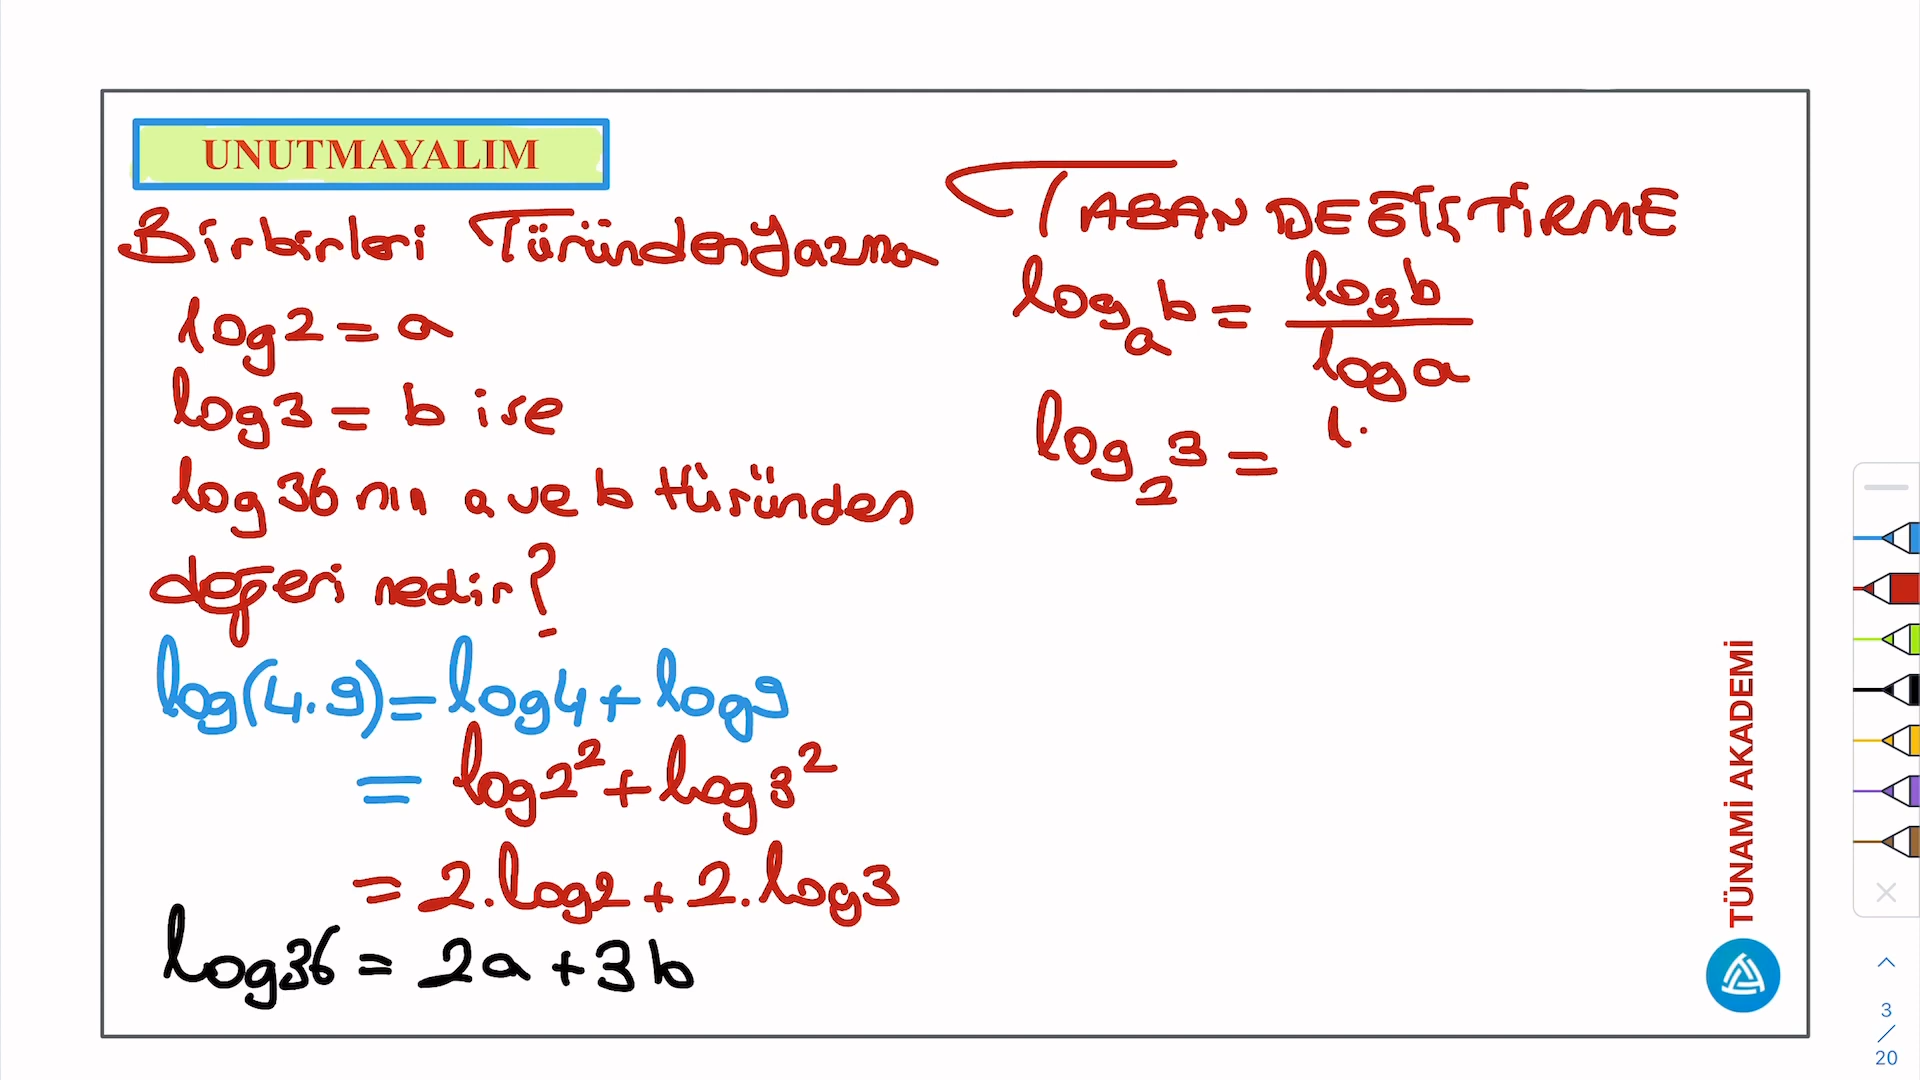 UNUTMAYALIM
Birbirleri Türünden Yazma
log2 = a
log3 = b ise
log36 nın a ve b türünden
değeri nedir?
log(4.9) = log4 + log9
= log2² + log3²
= 2.log2 + 2.log3
log36 = 2a + 3b
TABAN DEĞİŞTİRME
logₐb = logb / loga
log₂3 =
TÜNAMİ AKADEMİ
3
/
20